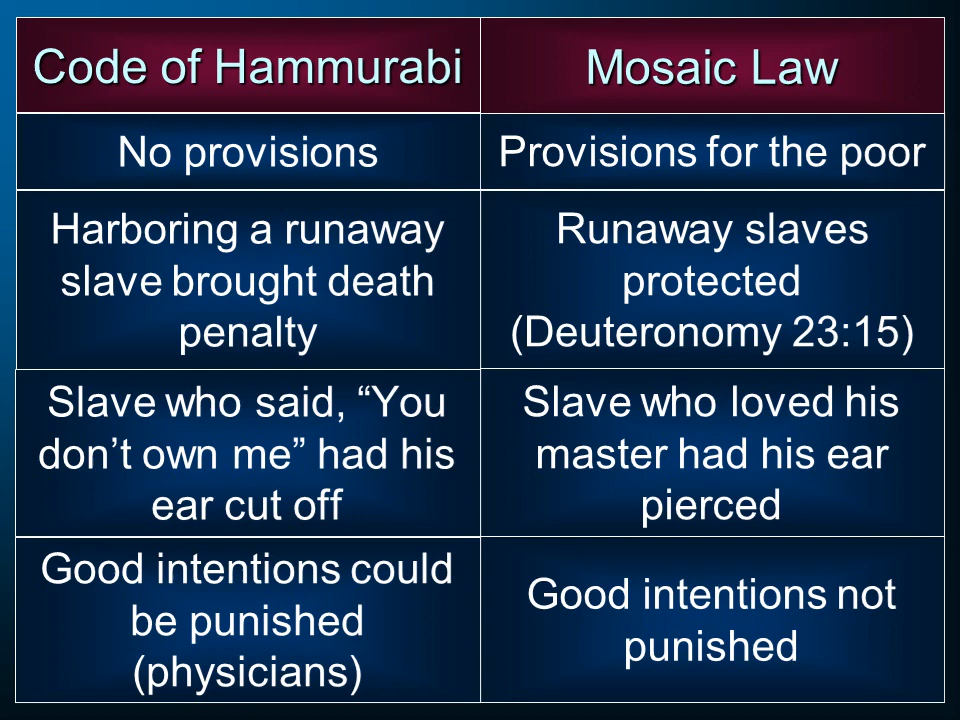 Code of Hammurabi
Mosaic Law
No provisions
Provisions for the poor
Harboring a runaway
slave brought death
penalty
Runaway slaves
protected
(Deuteronomy 23:15)
Slave who said, “You
don’t own me” had his
ear cut off
Slave who loved his
master had his ear
pierced
Good intentions could
be punished
(physicians)
Good intentions not
punished